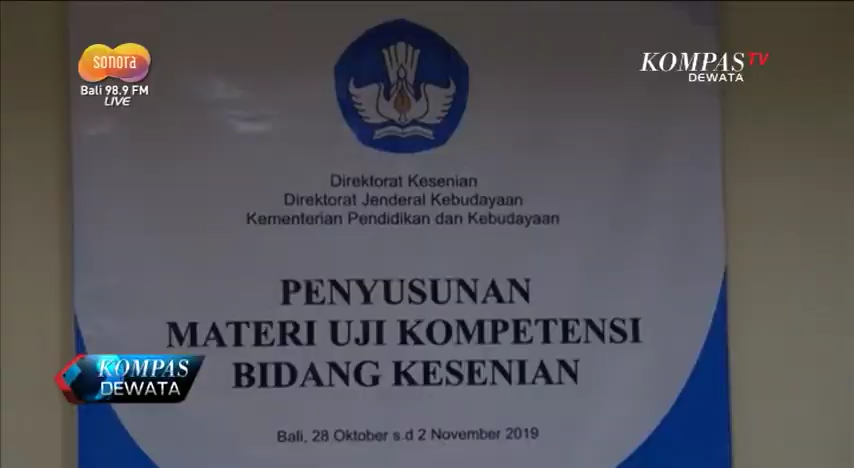 sonora
Bali 98.9 FM
LIVE
KOMPAS TV
DEWATA
Direktorat Kesenian
Direktorat Jenderal Kebudayaan
Kementerian Pendidikan dan Kebudayaan
PENYUSUNAN
MATERI UJI KOMPETENSI
BIDANG KESENIAN
KOMPAS
DEWATA
Bali, 28 Oktober s.d 2 November 2019